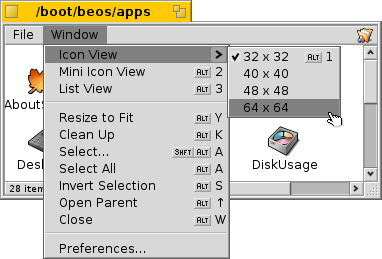 /boot/beos/apps
File Window
Icon View
Mini Icon View ALT 2
List View ALT 3
Resize to Fit ALT Y
Clean Up ALT K
Select... SHFT ALT A
Select All ALT A
Invert Selection ALT S
Open Parent ALT ↑
Close ALT W
Preferences...
✓ 32 x 32 ALT 1
40 x 40
48 x 48
64 x 64
AboutS
Desk
DiskUsage
28 item